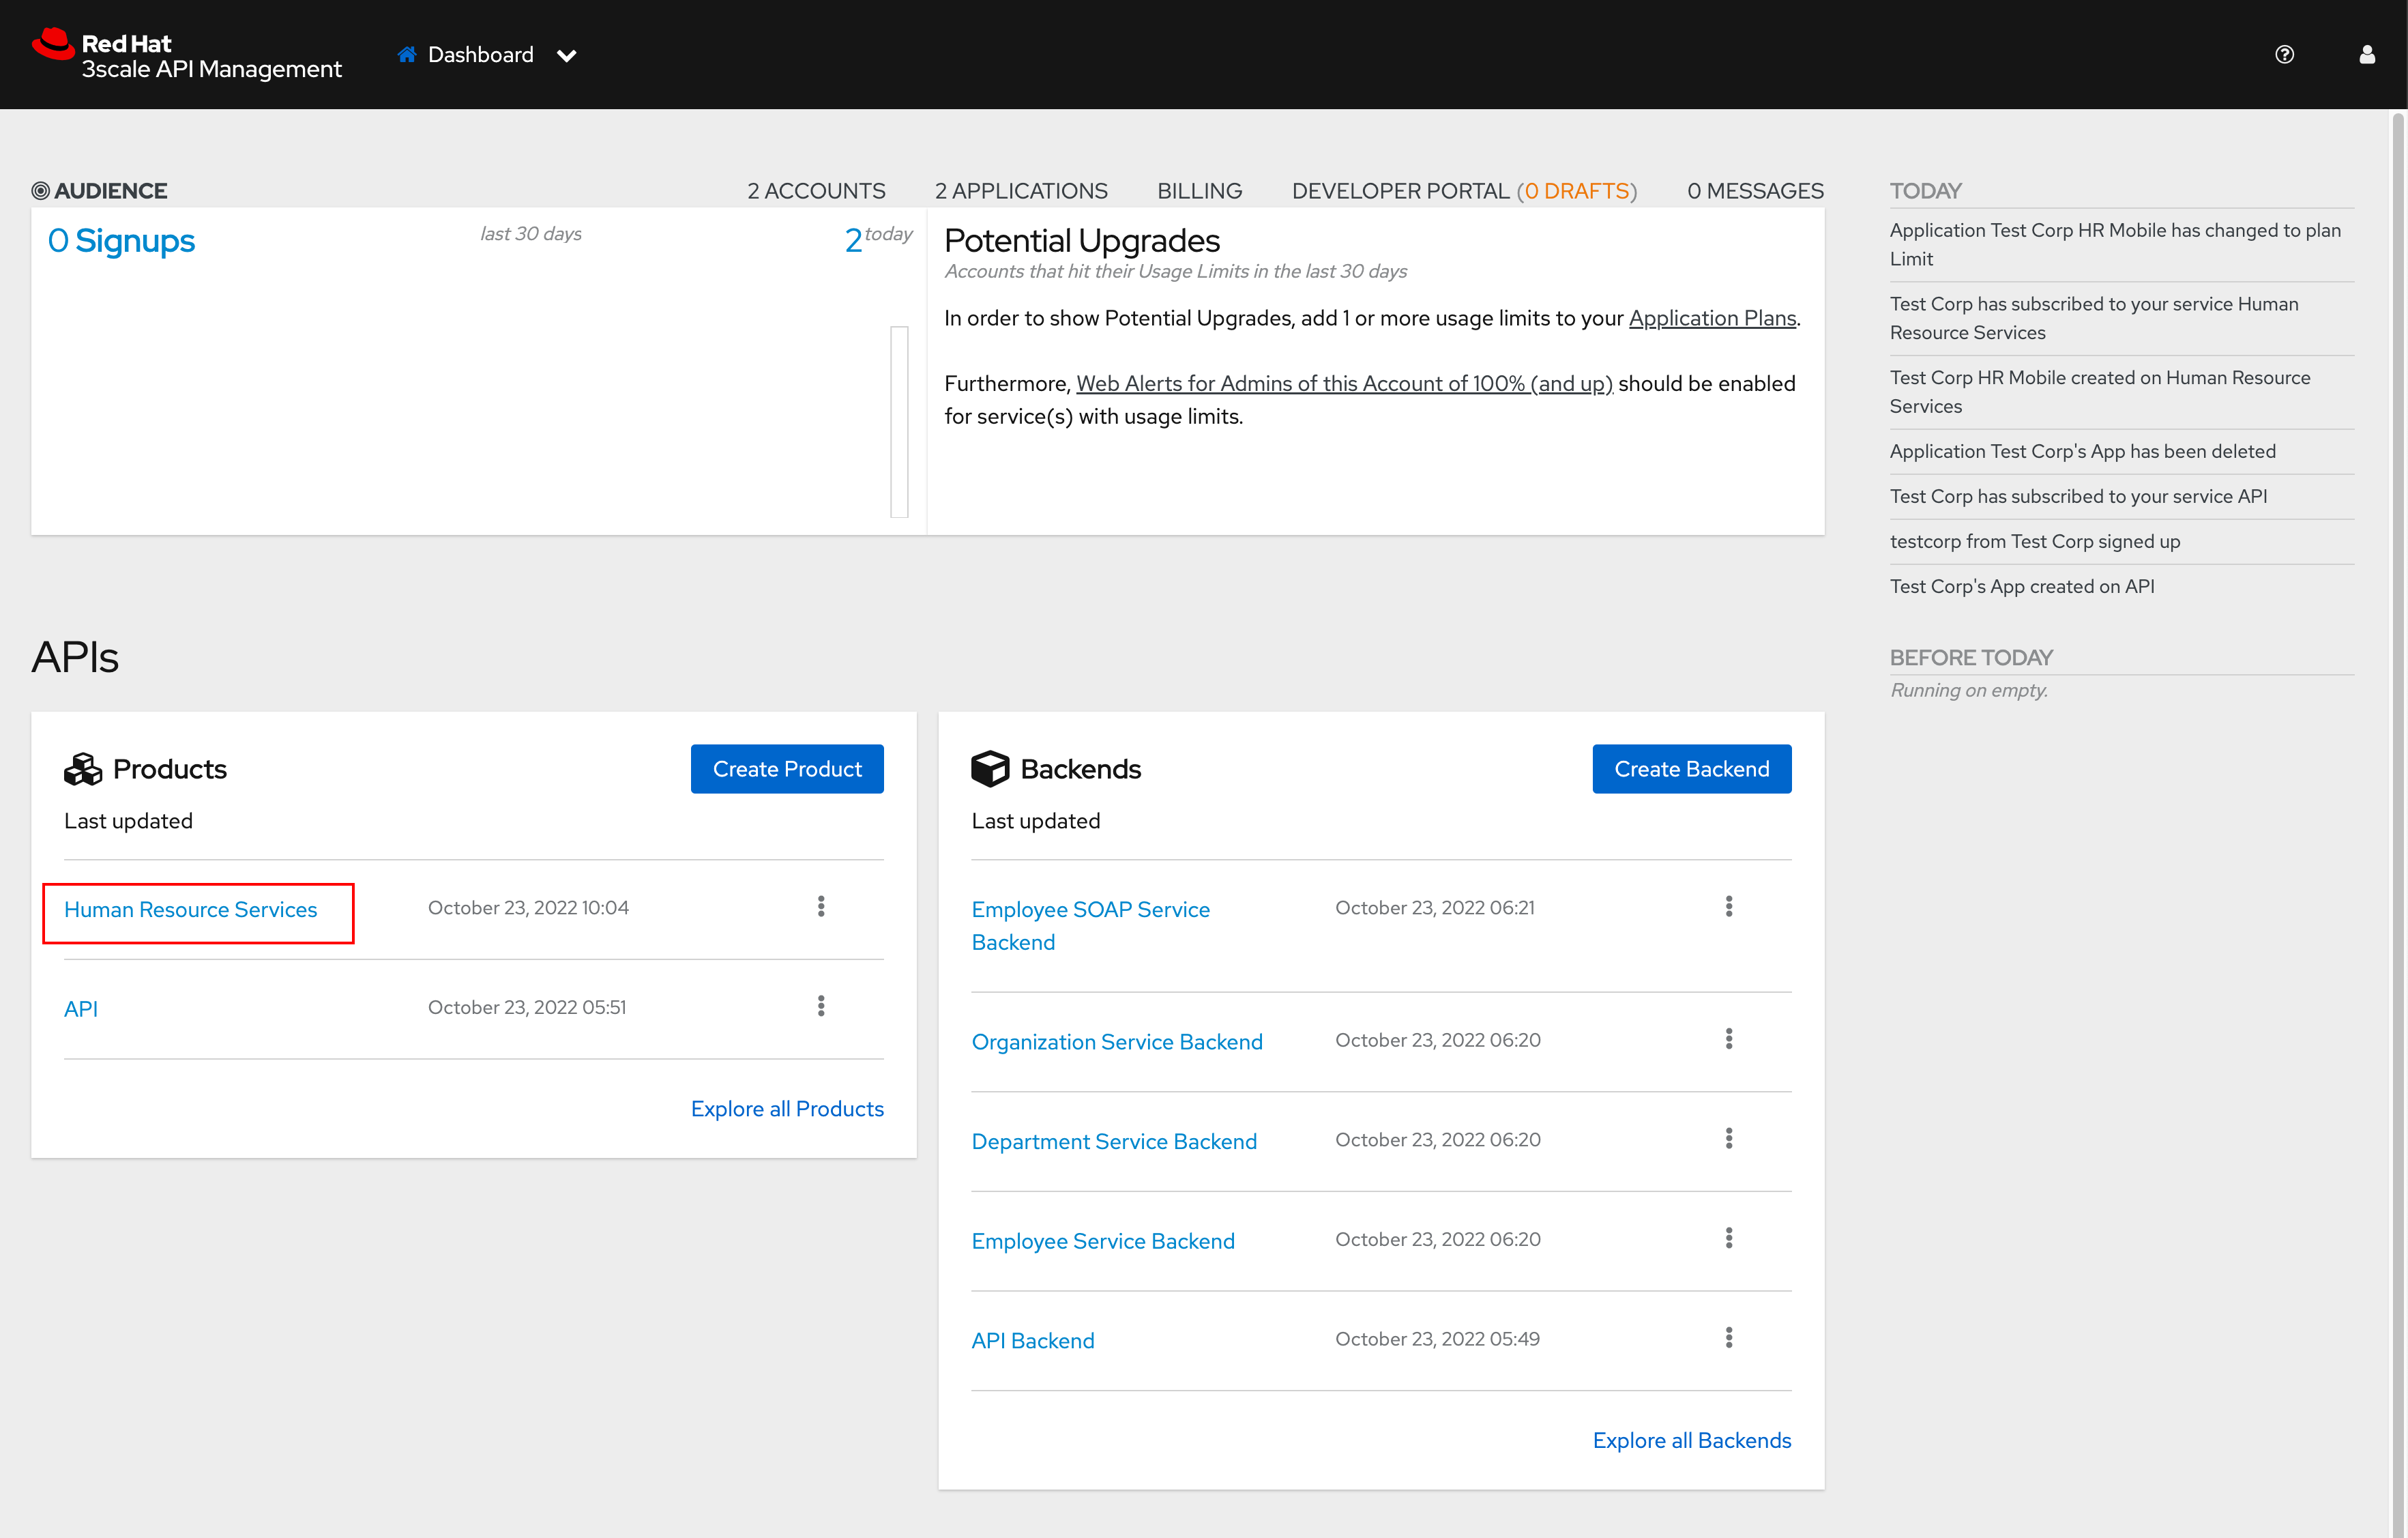 Red Hat
3scale API Management
Dashboard
AUDIENCE
2 ACCOUNTS
2 APPLICATIONS
BILLING
DEVELOPER PORTAL (0 DRAFTS)
0 MESSAGES
0 Signups
last 30 days
2 today
Potential Upgrades
Accounts that hit their Usage Limits in the last 30 days
In order to show Potential Upgrades, add 1 or more usage limits to your Application Plans.
Furthermore, Web Alerts for Admins of this Account of 100% (and up) should be enabled
for service(s) with usage limits.
TODAY
Application Test Corp HR Mobile has changed to plan
Limit
Test Corp has subscribed to your service Human
Resource Services
Test Corp HR Mobile created on Human Resource
Services
Application Test Corp's App has been deleted
Test Corp has subscribed to your service API
testcorp from Test Corp signed up
Test Corp's App created on API
BEFORE TODAY
Running on empty.
APIs
Products
Create Product
Last updated
Human Resource Services
October 23, 2022 10:04
API
October 23, 2022 05:51
Explore all Products
Backends
Create Backend
Last updated
Employee SOAP Service
Backend
October 23, 2022 06:21
Organization Service Backend
October 23, 2022 06:20
Department Service Backend
October 23, 2022 06:20
Employee Service Backend
October 23, 2022 06:20
API Backend
October 23, 2022 05:49
Explore all Backends